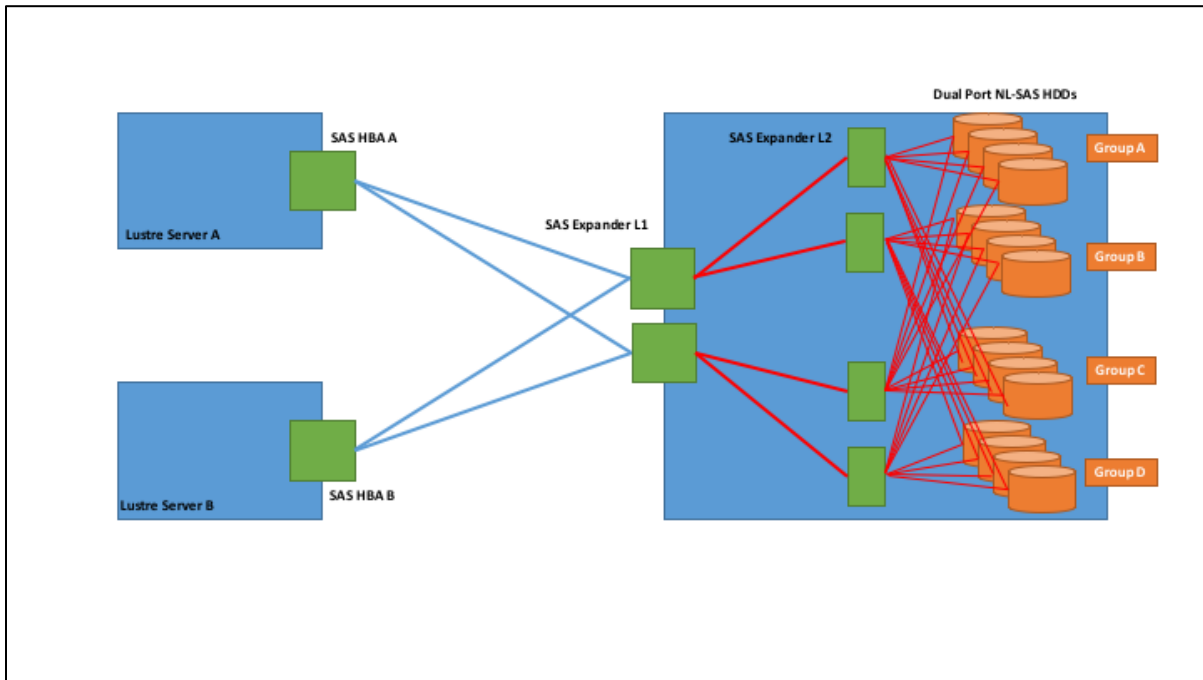 Dual Port NL-SAS HDDs
SAS HBA A
SAS Expander L2
Group A
Lustre Server A
SAS Expander L1
Group B
Group C
Group D
SAS HBA B
Lustre Server B